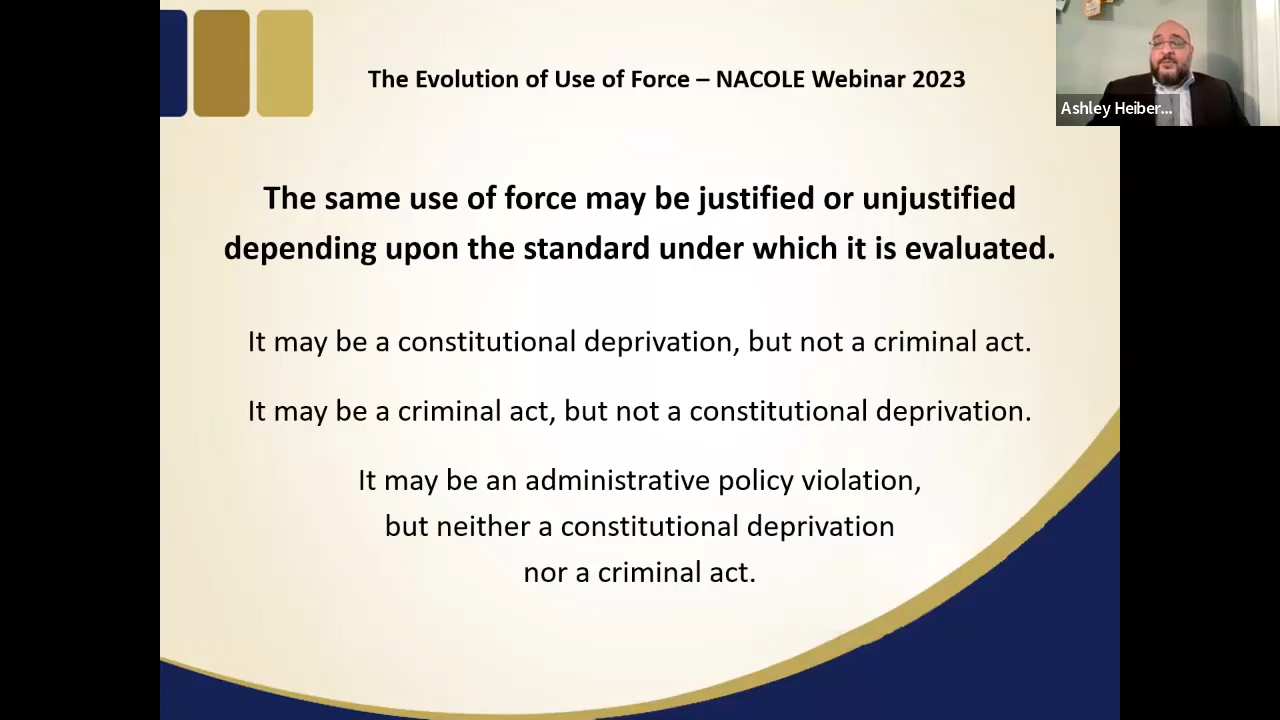 The Evolution of Use of Force – NACOLE Webinar 2023
Ashley Heiber...
The same use of force may be justified or unjustified
depending upon the standard under which it is evaluated.
It may be a constitutional deprivation, but not a criminal act.
It may be a criminal act, but not a constitutional deprivation.
It may be an administrative policy violation,
but neither a constitutional deprivation
nor a criminal act.